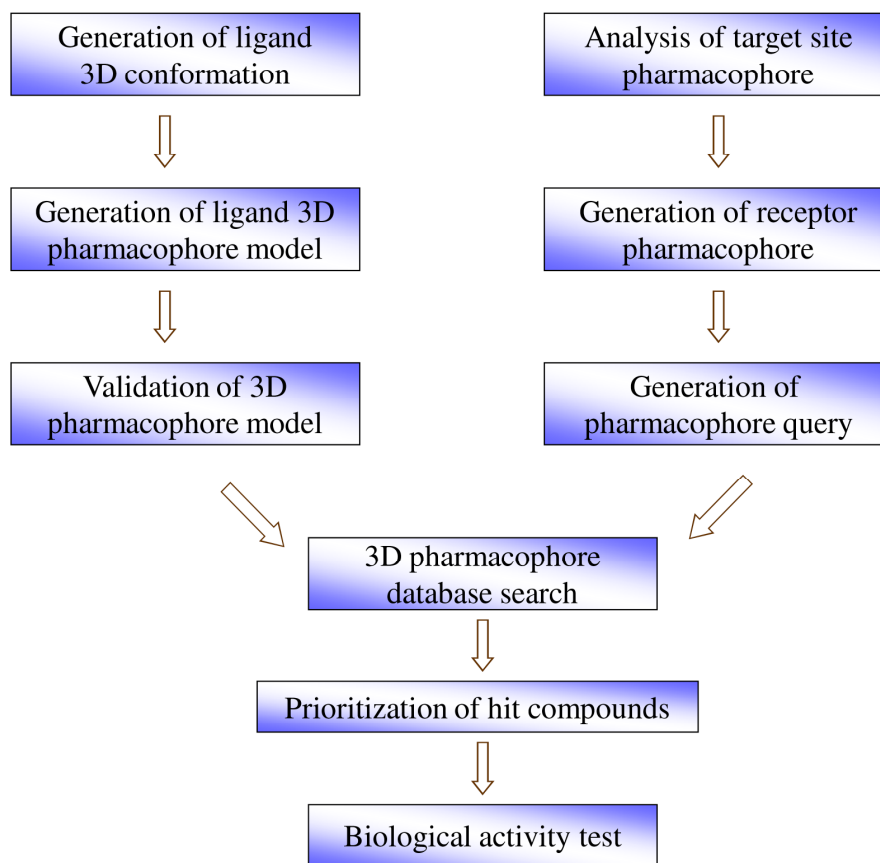 Generation of ligand
3D conformation
Analysis of target site
pharmacophore
Generation of ligand 3D
pharmacophore model
Generation of receptor
pharmacophore
Validation of 3D
pharmacophore model
Generation of
pharmacophore query
3D pharmacophore
database search
Prioritization of hit compounds
Biological activity test